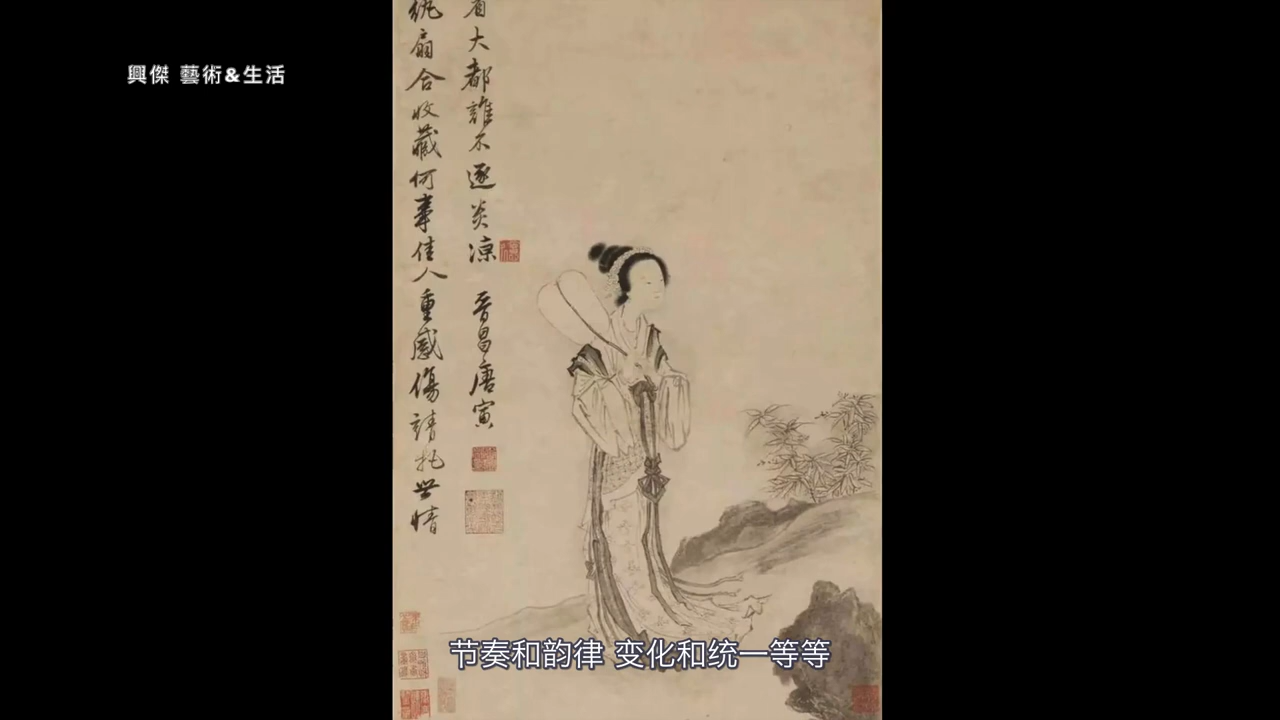 興傑 藝術&生活
紈扇合收藏何事佳人重感傷請托世情
看大都誰不逐炎凉 晉昌唐寅
节奏和韵律 变化和统一等等